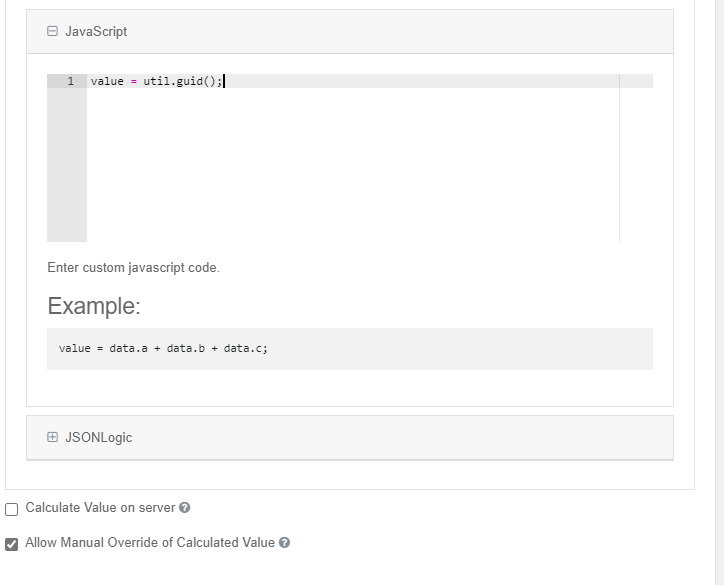 JavaScript
1 value = util.guid();
Enter custom javascript code.
Example:
value = data.a + data.b + data.c;
JSONLogic
Calculate Value on server
Allow Manual Override of Calculated Value